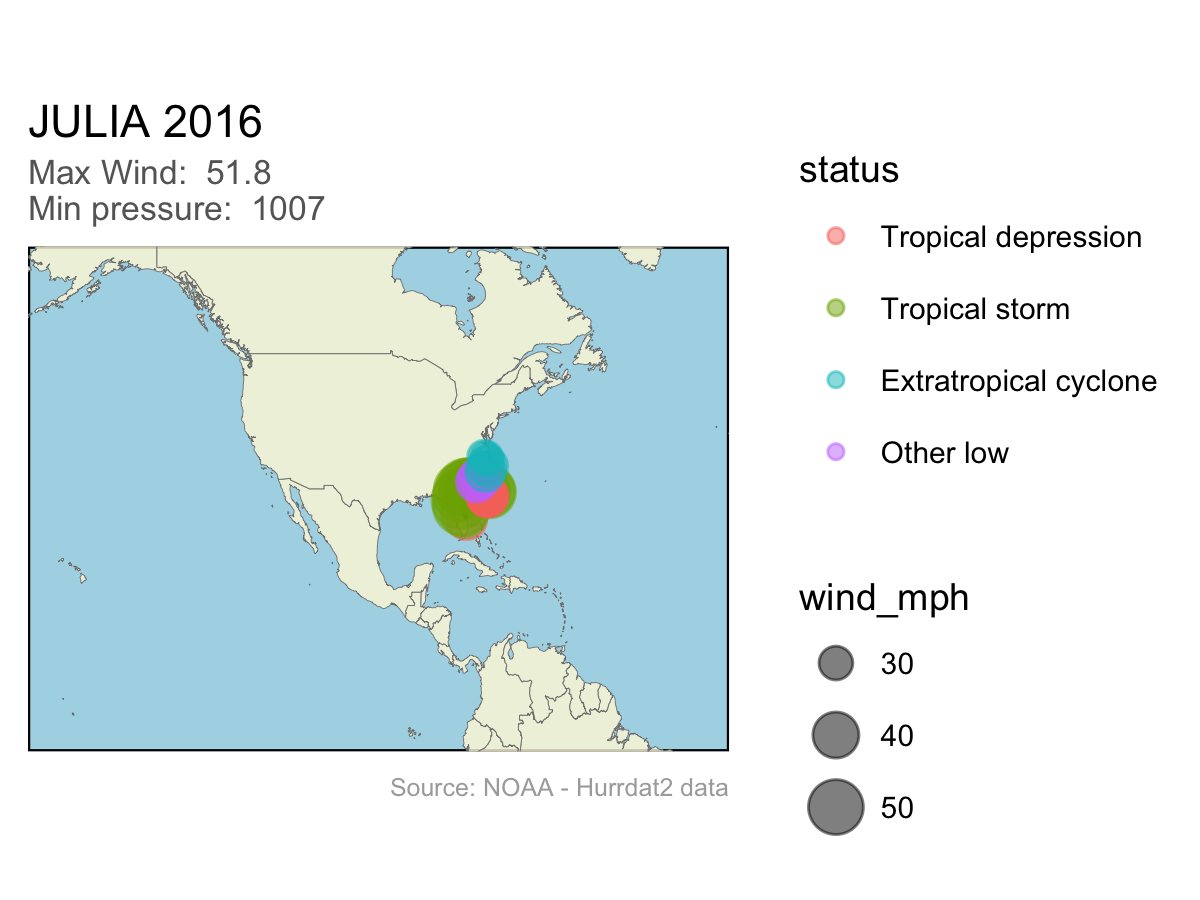 JULIA 2016
Max Wind:  51.8
Min pressure:  1007
status
Tropical depression
Tropical storm
Extratropical cyclone
Other low
wind_mph
30
40
50
Source: NOAA - Hurrdat2 data